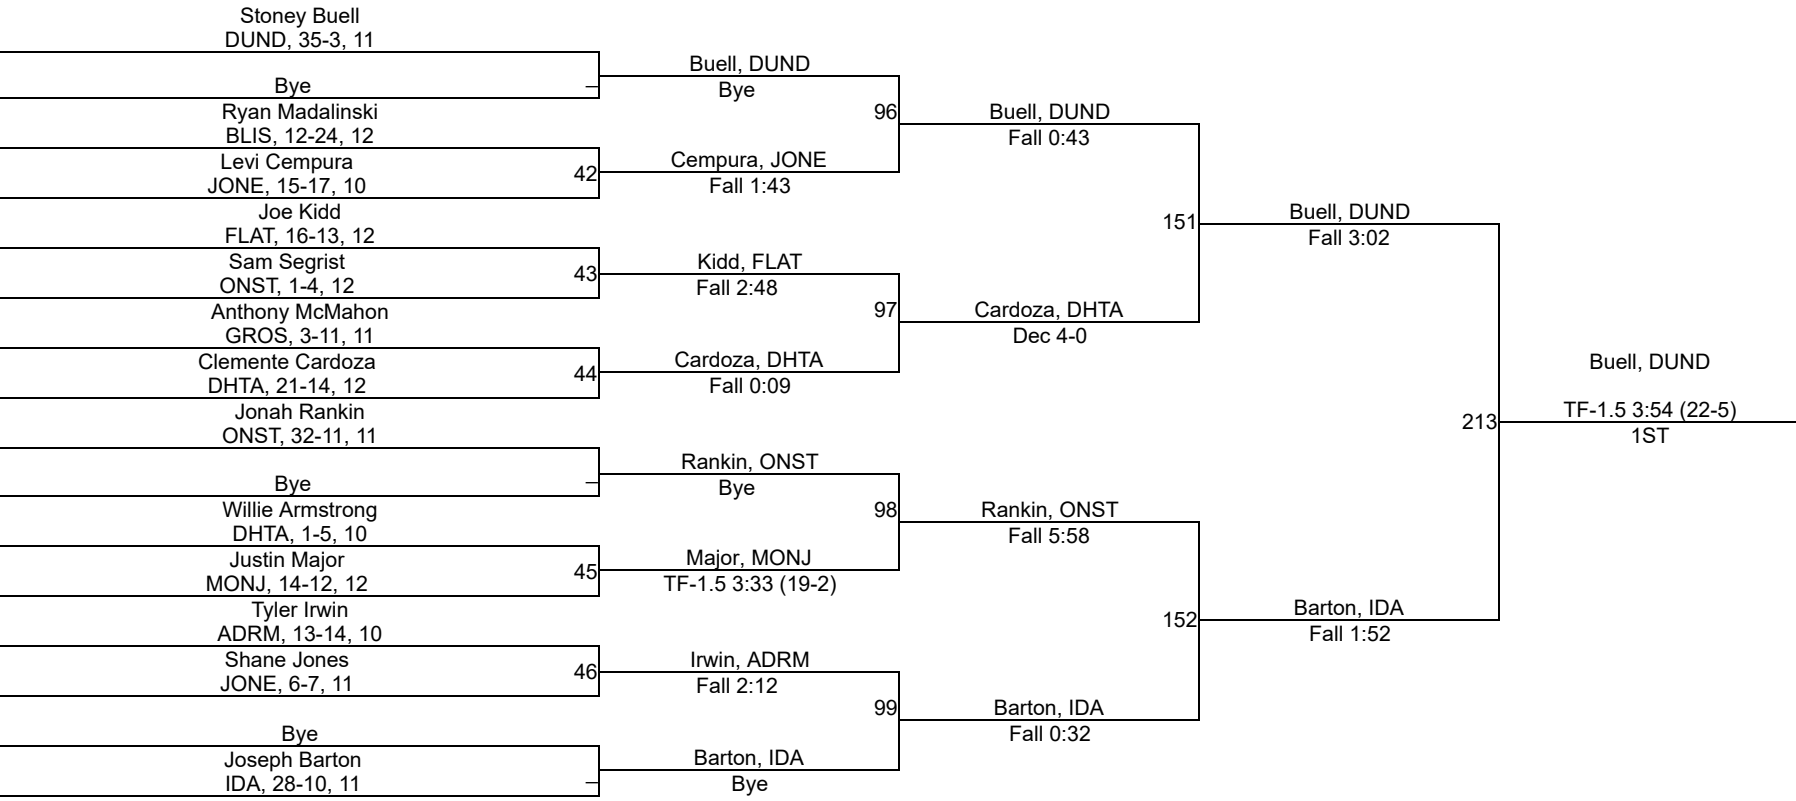 Stoney Buell
DUND, 35-3, 11
Bye
Ryan Madalinski
BLIS, 12-24, 12
Levi Cempura
JONE, 15-17, 10
Joe Kidd
FLAT, 16-13, 12
Sam Segrist
ONST, 1-4, 12
Anthony McMahon
GROS, 3-11, 11
Clemente Cardoza
DHTA, 21-14, 12
Jonah Rankin
ONST, 32-11, 11
Bye
Willie Armstrong
DHTA, 1-5, 10
Justin Major
MONJ, 14-12, 12
Tyler Irwin
ADRM, 13-14, 10
Shane Jones
JONE, 6-7, 11
Bye
Joseph Barton
IDA, 28-10, 11
42
43
44
45
46
Buell, DUND
Bye
Cempura, JONE
Fall 1:43
Kidd, FLAT
Fall 2:48
Cardoza, DHTA
Fall 0:09
Rankin, ONST
Bye
Major, MONJ
TF-1.5 3:33 (19-2)
Irwin, ADRM
Fall 2:12
Barton, IDA
Bye
96
97
98
99
Buell, DUND
Fall 0:43
Cardoza, DHTA
Dec 4-0
Rankin, ONST
Fall 5:58
Barton, IDA
Fall 0:32
151
152
Buell, DUND
Fall 3:02
Barton, IDA
Fall 1:52
213
Buell, DUND
TF-1.5 3:54 (22-5)
1ST